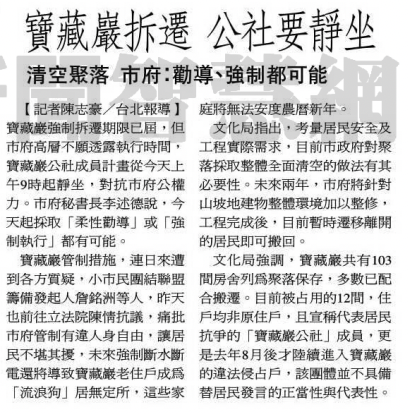 寶藏巖拆遷 公社要靜坐
清空聚落 市府：勸導、強制都可能
【記者陳志豪／台北報導】
寶藏巖強制拆遷期限已屆，但
市府高層不願透露執行時間，
寶藏巖公社成員計畫從今天上
午9時起靜坐，對抗市府公權
力。市府秘書長李述德說，今
天起採取「柔性勸導」或「強
制執行」都有可能。
寶藏巖管制措施，連日來遭
到各方質疑，小市民團結聯盟
籌備發起人詹銘洲等人，昨天
也前往立法院陳情抗議，痛批
市府管制有違人身自由，讓居
民不堪其擾，未來強制斷水斷
電還將導致寶藏巖老住戶成為
「流浪狗」居無定所，這些家
庭將無法安度農曆新年。
文化局指出，考量居民安全及
工程實際需求，目前市政府對聚
落採取整體全面清空的做法有其
必要性。未來兩年，市府將針對
山坡地建物整體環境加以整修，
工程完成後，目前暫時遷移離開
的居民即可搬回。
文化局強調，寶藏巖共有103
間房舍列爲聚落保存，多數已配
合搬遷。目前被占用的12間，住
戶均非原住戶，且宣稱代表居民
抗爭的「寶藏巖公社」成員，更
是去年8月後才陸續進入寶藏巖
的違法侵占戶，該團體並不具備
替居民發言的正當性與代表性。